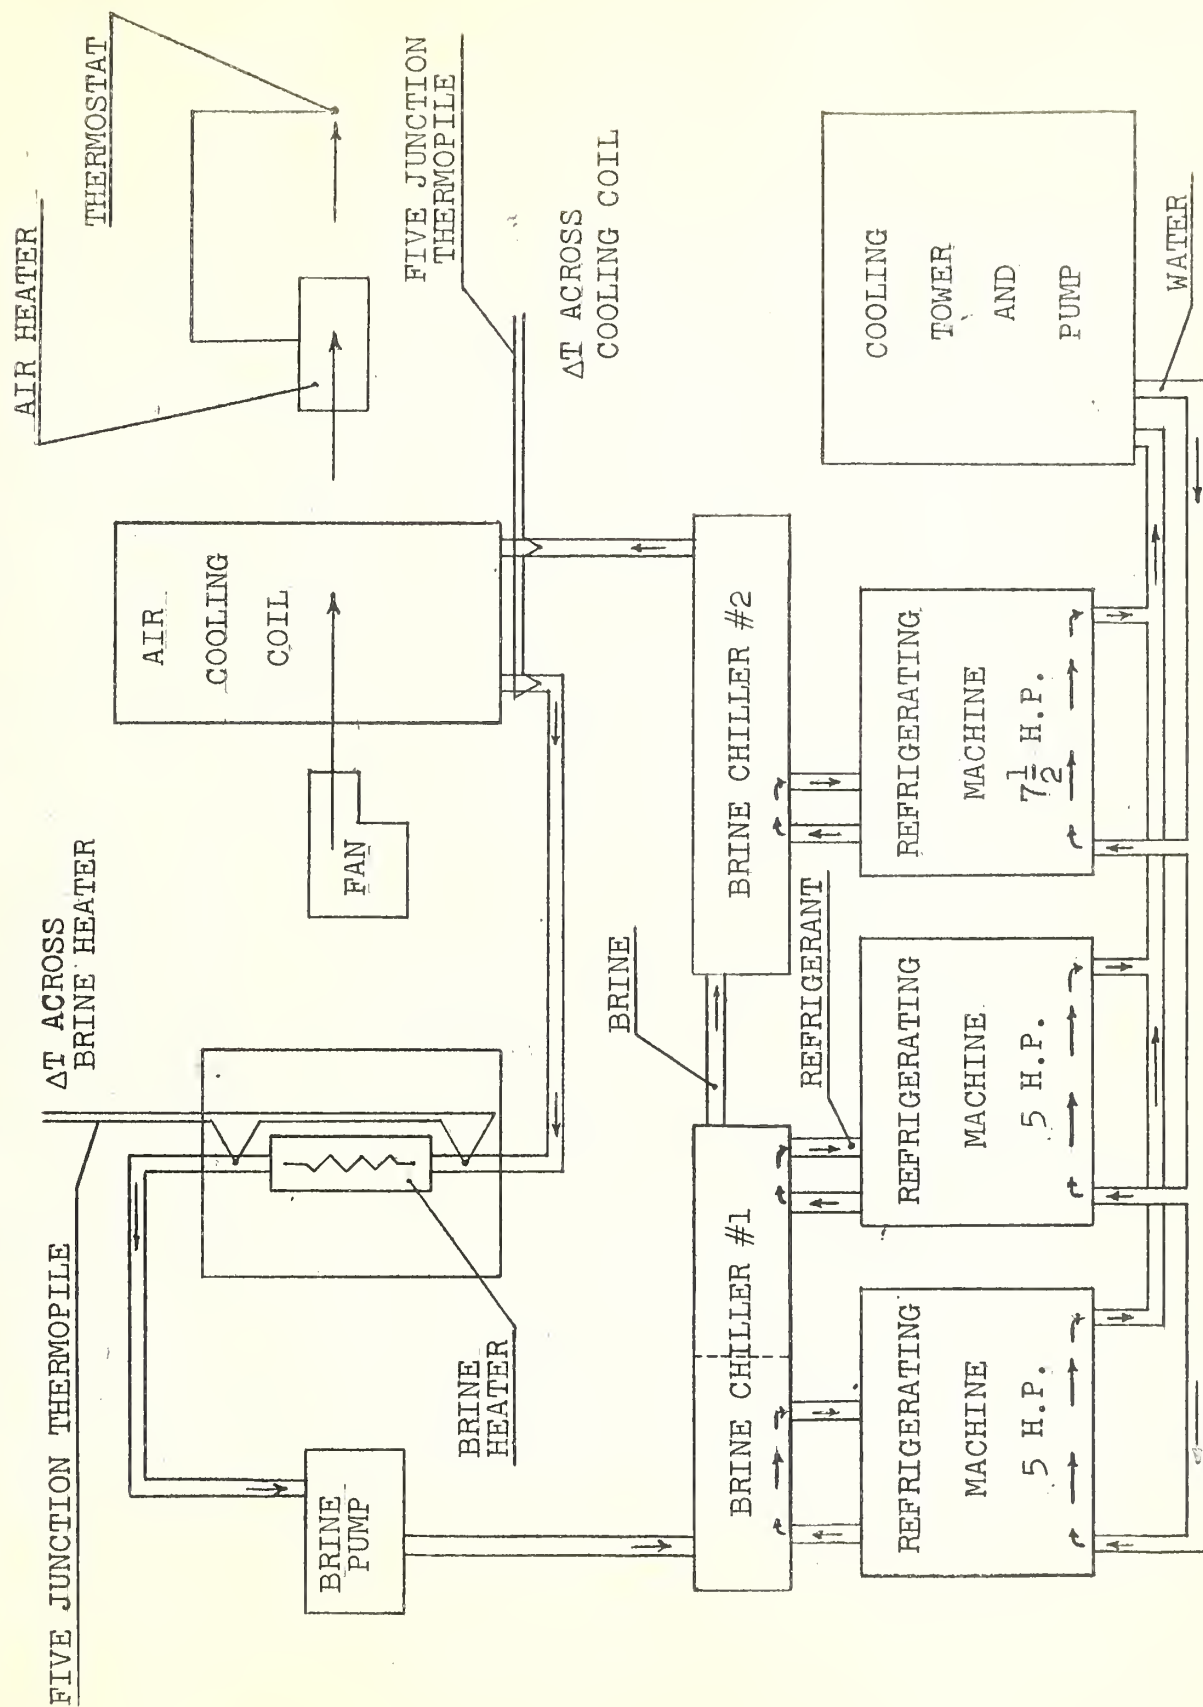 FIVE JUNCTION THERMOPILE
ΔT ACROSS
BRINE HEATER
AIR HEATER
THERMOSTAT
BRINE
PUMP
BRINE
HEATER
FAN
AIR
COOLING
COIL
FIVE JUNCTION
THERMOPILE
ΔT ACROSS
COOLING COIL
BRINE
BRINE CHILLER #1
BRINE CHILLER #2
REFRIGERANT
REFRIGERATING
MACHINE
5 H.P.
REFRIGERATING
MACHINE
5 H.P.
REFRIGERATING
MACHINE
7 1/2 H.P.
COOLING
TOWER
AND
PUMP
WATER